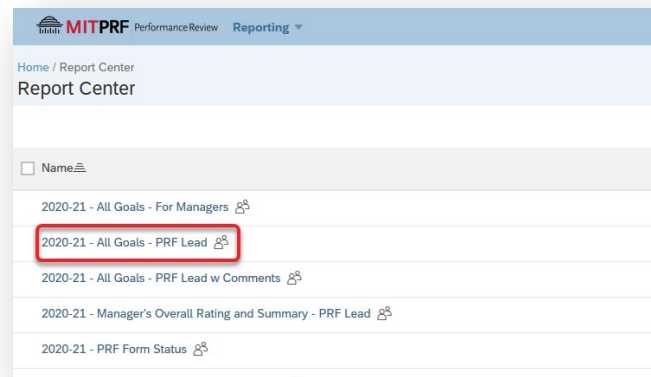 MITPRF Performance Review Reporting
Home / Report Center
Report Center
Name
2020-21 - All Goals - For Managers
2020-21 - All Goals - PRF Lead
2020-21 - All Goals - PRF Lead w Comments
2020-21 - Manager's Overall Rating and Summary - PRF Lead
2020-21 - PRF Form Status